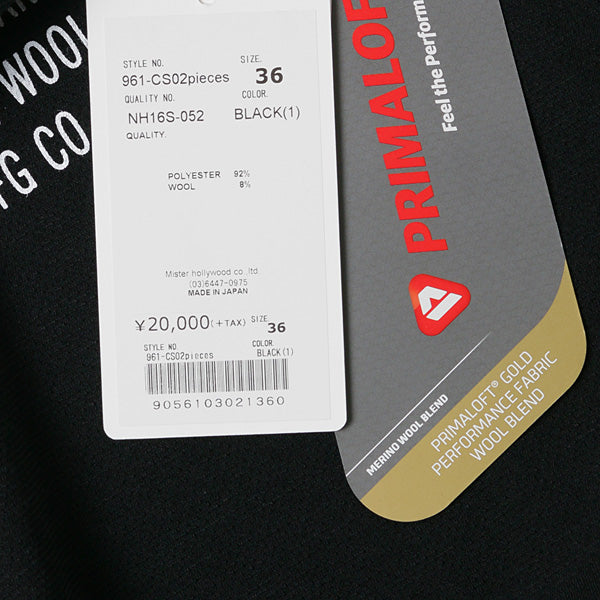 WOOL
FG CO
STYLE NO. SIZE.
961-CS02pieces 36
QUALITY NO. COLOR.
NH16S-052 BLACK(1)
QUALITY.
POLYESTER 92%
WOOL 8%
Mister hollywood co.,ltd.
(03)6447-0975
MADE IN JAPAN
¥20,000(+TAX) SIZE. 36
STYLE NO. COLOR.
961-CS02pieces BLACK(1)
9056103021360
PRIMALOFT
Feel the Perform
MERINO WOOL BLEND
PRIMALOFT® GOLD
PERFORMANCE FABRIC
WOOL BLEND